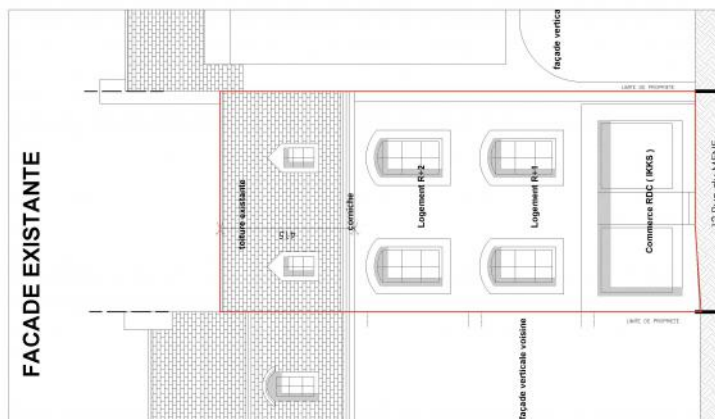 FACADE EXISTANTE
toiture existante
corniche
Logement R+2
Logement R+1
Commerce RDC ( IKKS )
façade vertica
LIMITE DE PROPRIETE
LIMITE DE PROPRIETE
façade verticale voisine